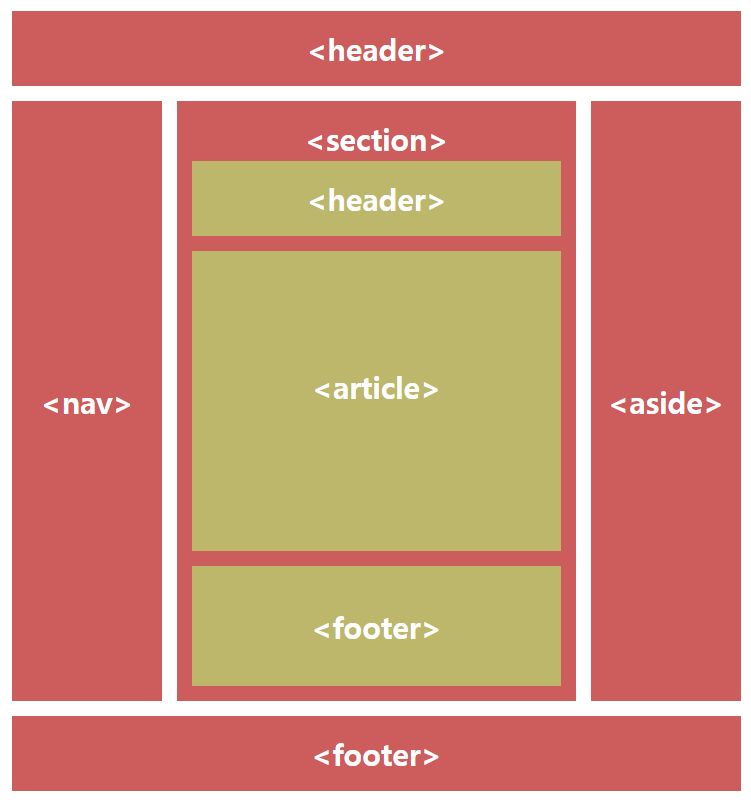 <header>
<nav>
<section>
<header>
<article>
<footer>
<aside>
<footer>